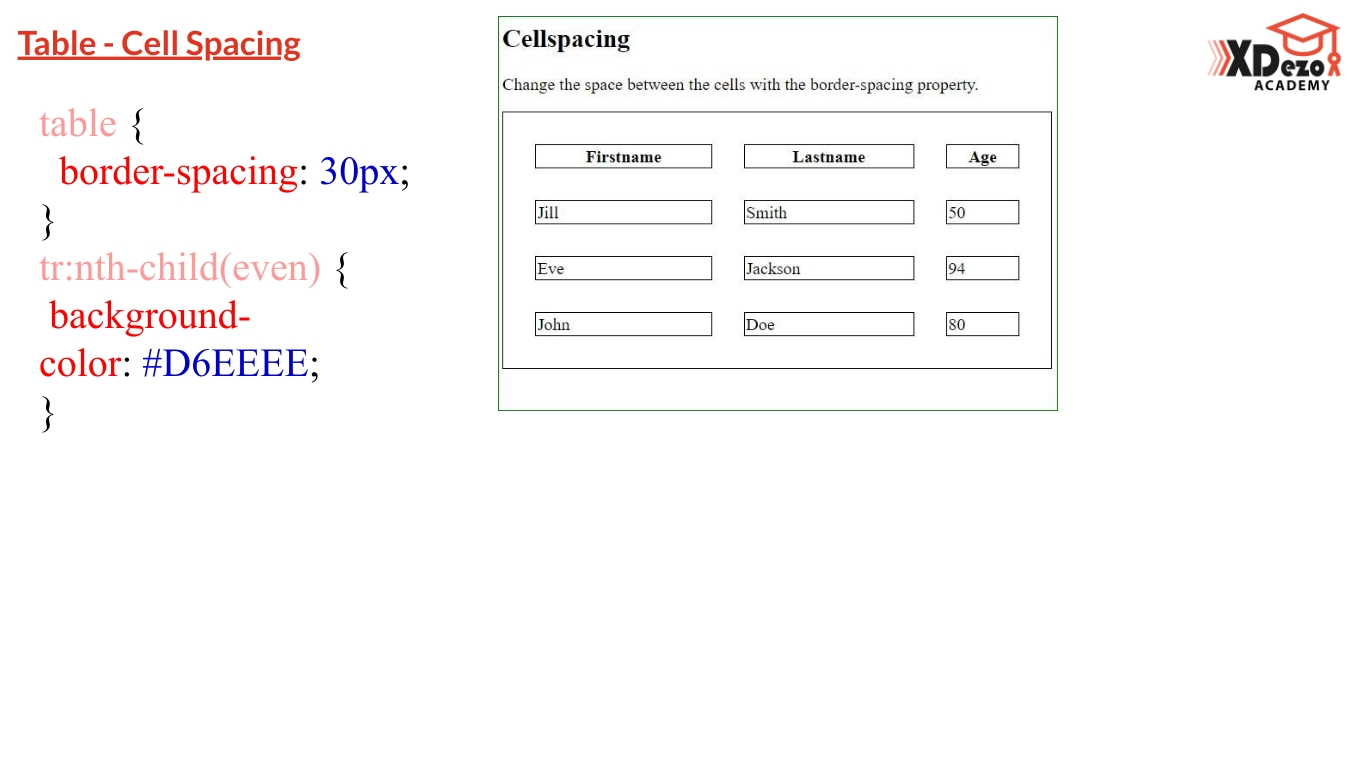 Table - Cell Spacing
table {
border-spacing: 30px;
}
tr:nth-child(even) {
background-
color: #D6EEEE;
}
Cellspacing
Change the space between the cells with the border-spacing property.
Firstname Lastname Age
Jill Smith 50
Eve Jackson 94
John Doe 80
XDezo
ACADEMY